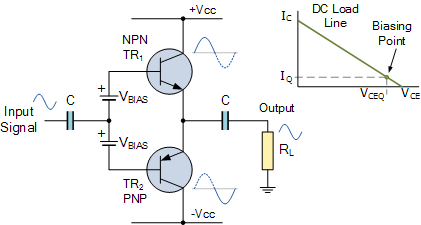 +Vcc
NPN
TR1
+
VBIAS
C
C
Input
Signal
Output
+
VBIAS
RL
TR2
PNP
-Vcc
IC
DC Load
Line
Biasing
Point
IQ
VCEQ
VCE